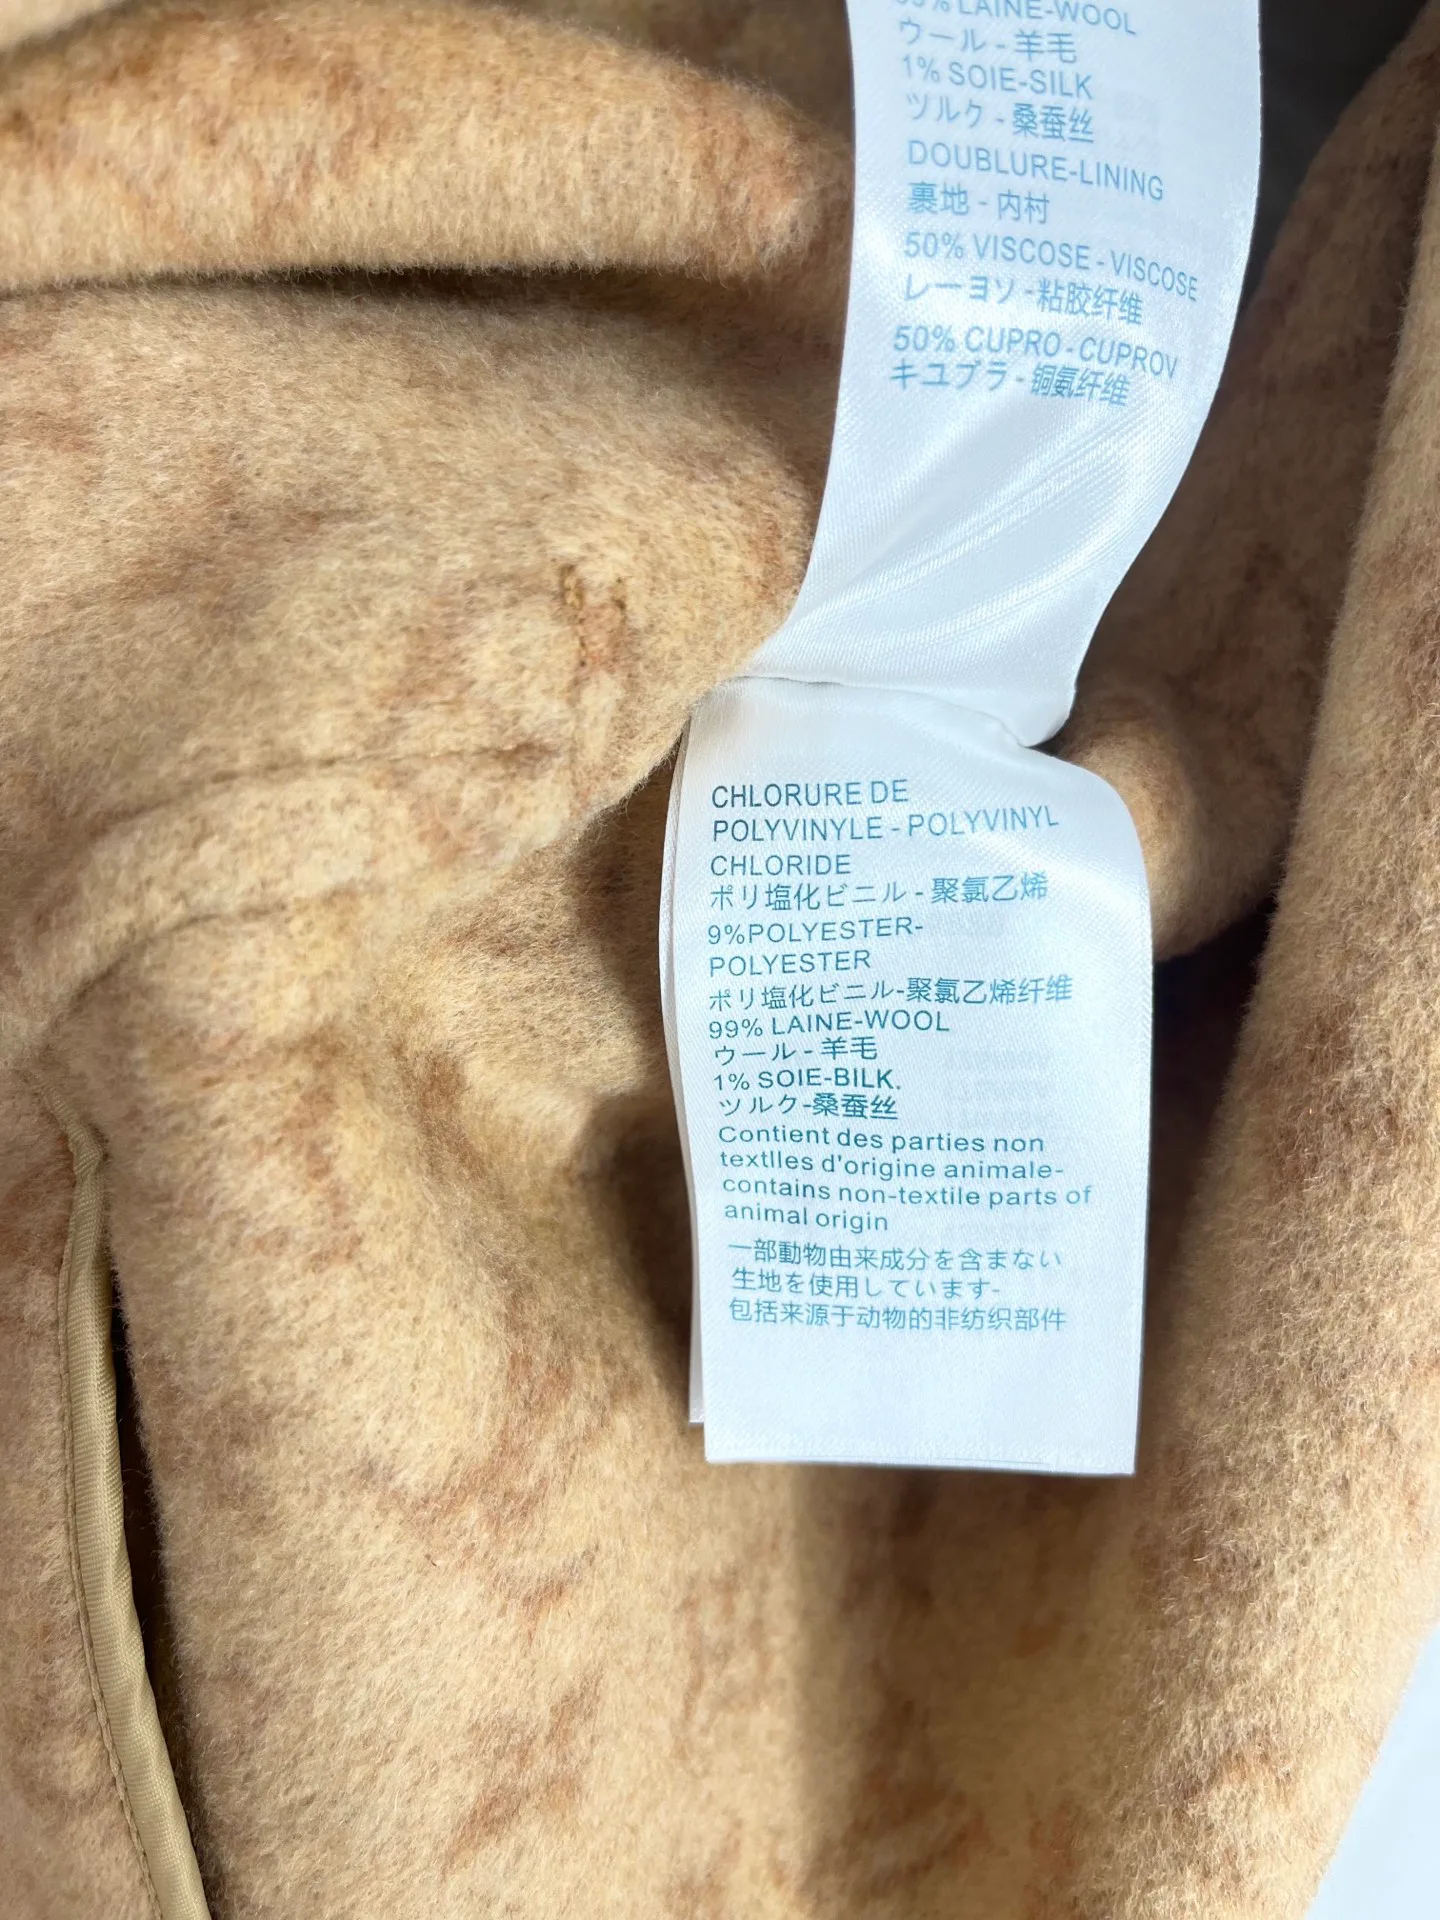 LAINE-WOOL
ウール - 羊毛
1% SOIE-SILK
ツルク - 桑蚕丝
DOUBLURE-LINING
裏地 - 内村
50% VISCOSE - VISCOSE
レーヨソ - 粘胶纤维
50% CUPRO - CUPROV
キユブラ - 铜氨纤维
CHLORURE DE
POLYVINYLE - POLYVINYL
CHLORIDE
ポリ塩化ビニル - 聚氯乙烯
9%POLYESTER-
POLYESTER
ポリ塩化ビニル-聚氯乙烯纤维
99% LAINE-WOOL
ウール - 羊毛
1% SOIE-BILK.
ツルク-桑蚕丝
Contient des parties non
textlles d'origine animale-
contains non-textile parts of
animal origin
一部動物由来成分を含まない
生地を使用しています-
包括来源于动物的非纺织部件